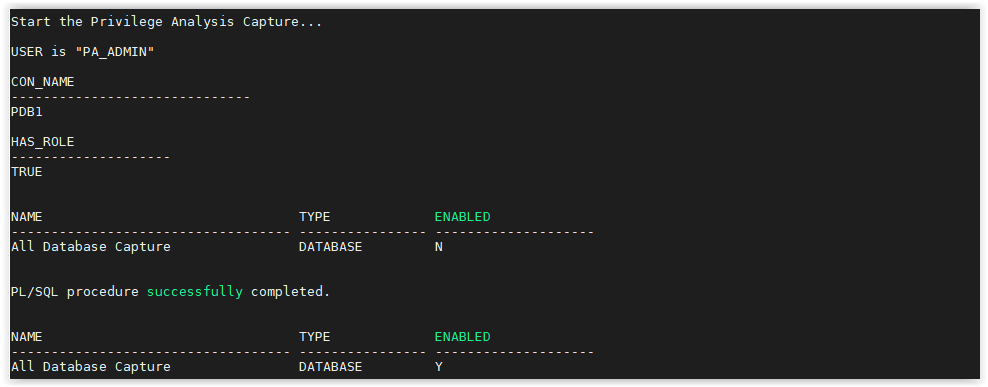 Start the Privilege Analysis Capture...
USER is "PA_ADMIN"
CON_NAME
------------------------------
PDB1
HAS_ROLE
--------------------
TRUE
NAME                                TYPE             ENABLED
----------------------------------- ---------------- --------------------
All Database Capture                DATABASE         N
PL/SQL procedure successfully completed.
NAME                                TYPE             ENABLED
----------------------------------- ---------------- --------------------
All Database Capture                DATABASE         Y